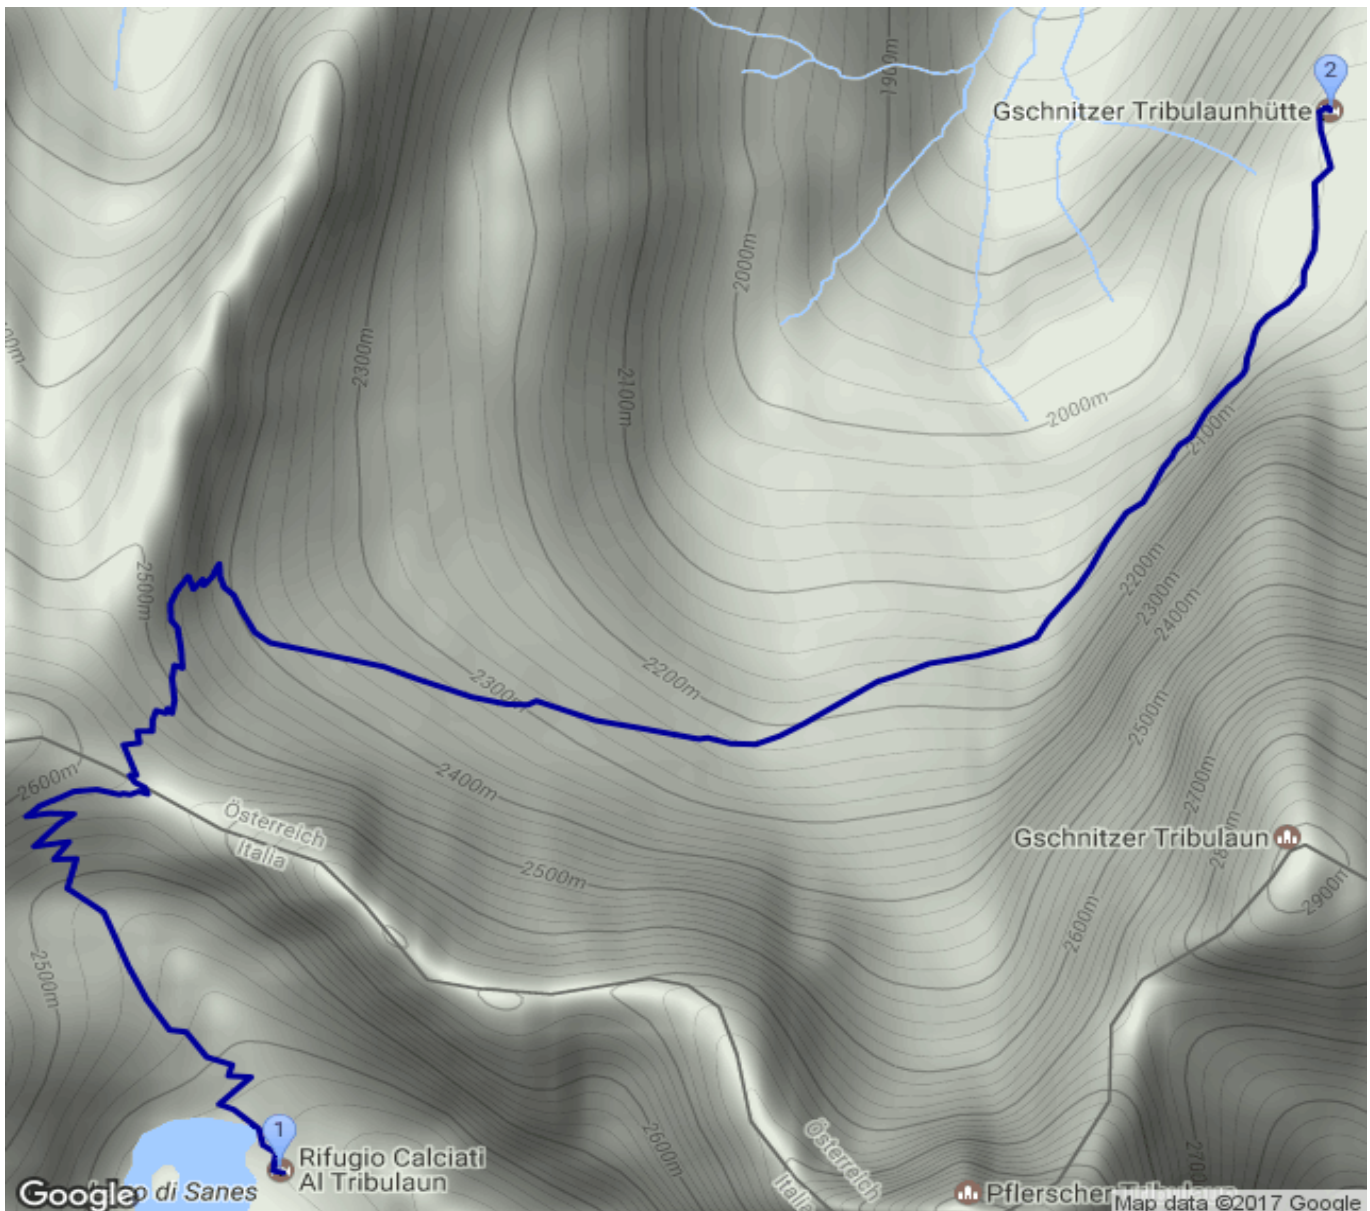 2
1900m
Gschnitzer Tribulaunhütte
2000m
2300m
2100m
2000m
2100m
2500m
2200m
2300m
2400m
2200m
2300m
2500m
2600m
2400m
2700m
Österreich
Italia
Gschnitzer Tribulaun
2500m
2900m
2600m
2500m
1
2600m
Österreich
Italia
Rifugio Calciati
Al Tribulaun
Google di Sanes
Pflerscher
Map data ©2017 Google